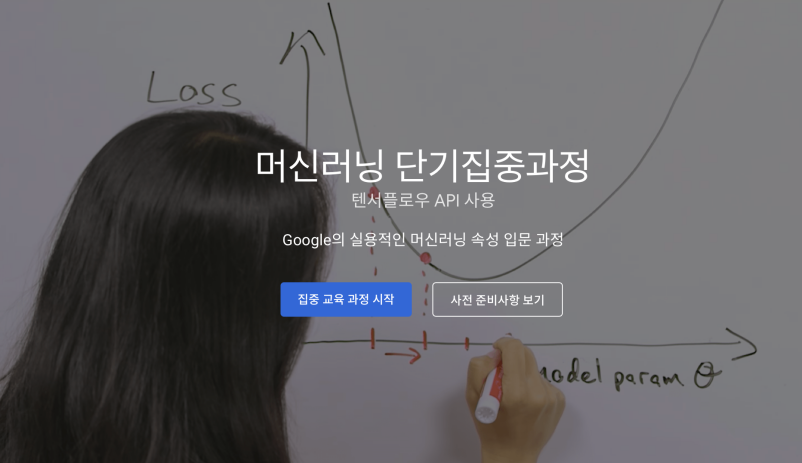 Loss
머신러닝 단기집중과정
텐서플로우 API 사용
Google의 실용적인 머신러닝 속성 입문 과정
집중 교육 과정 시작
사전 준비사항 보기
model param θ